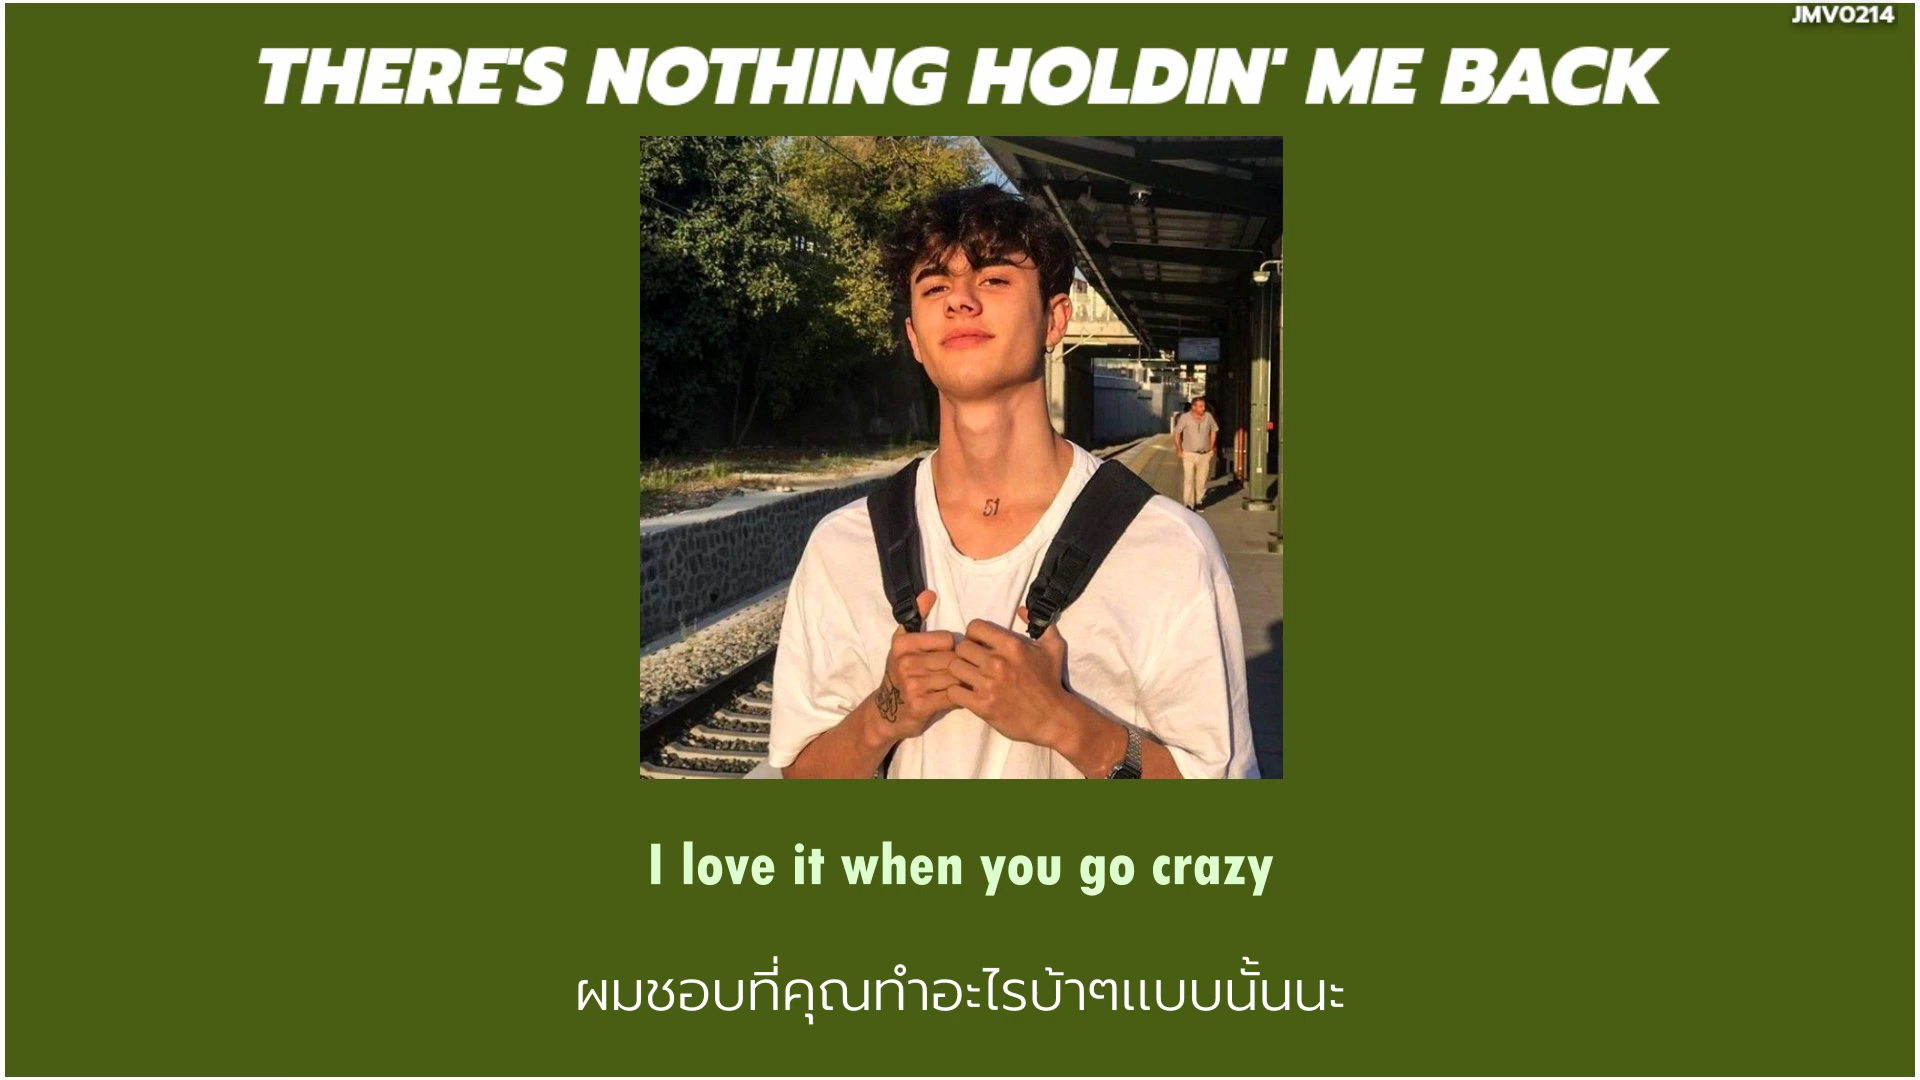 JMV0214
THERE'S NOTHING HOLDIN' ME BACK
51
I love it when you go crazy
ผมชอบที่คุณทำอะไรบ้าๆแบบนั้นนะ